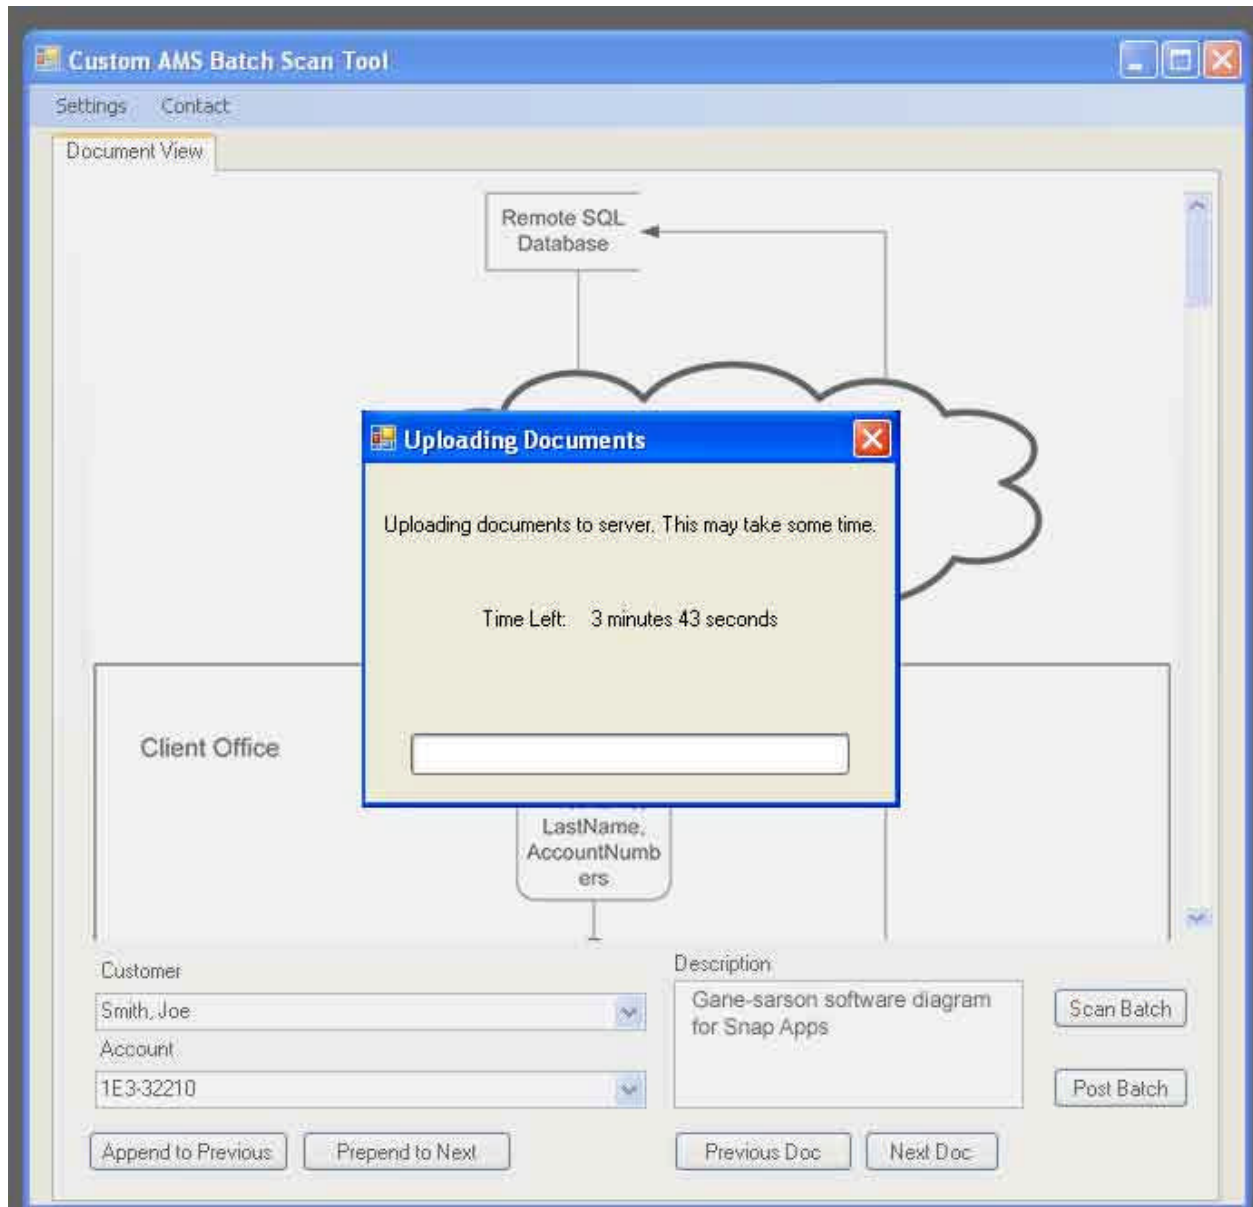 Custom AMS Batch Scan Tool
Settings Contact
Document View
Remote SQL
Database
Uploading Documents
Uploading documents to server. This may take some time.
Time Left: 3 minutes 43 seconds
Client Office
LastName,
AccountNumb
ers
Customer
Smith, Joe
Account
1E3-32210
Description
Gane-sarson software diagram
for Snap Apps
Scan Batch
Post Batch
Append to Previous Prepend to Next Previous Doc Next Doc